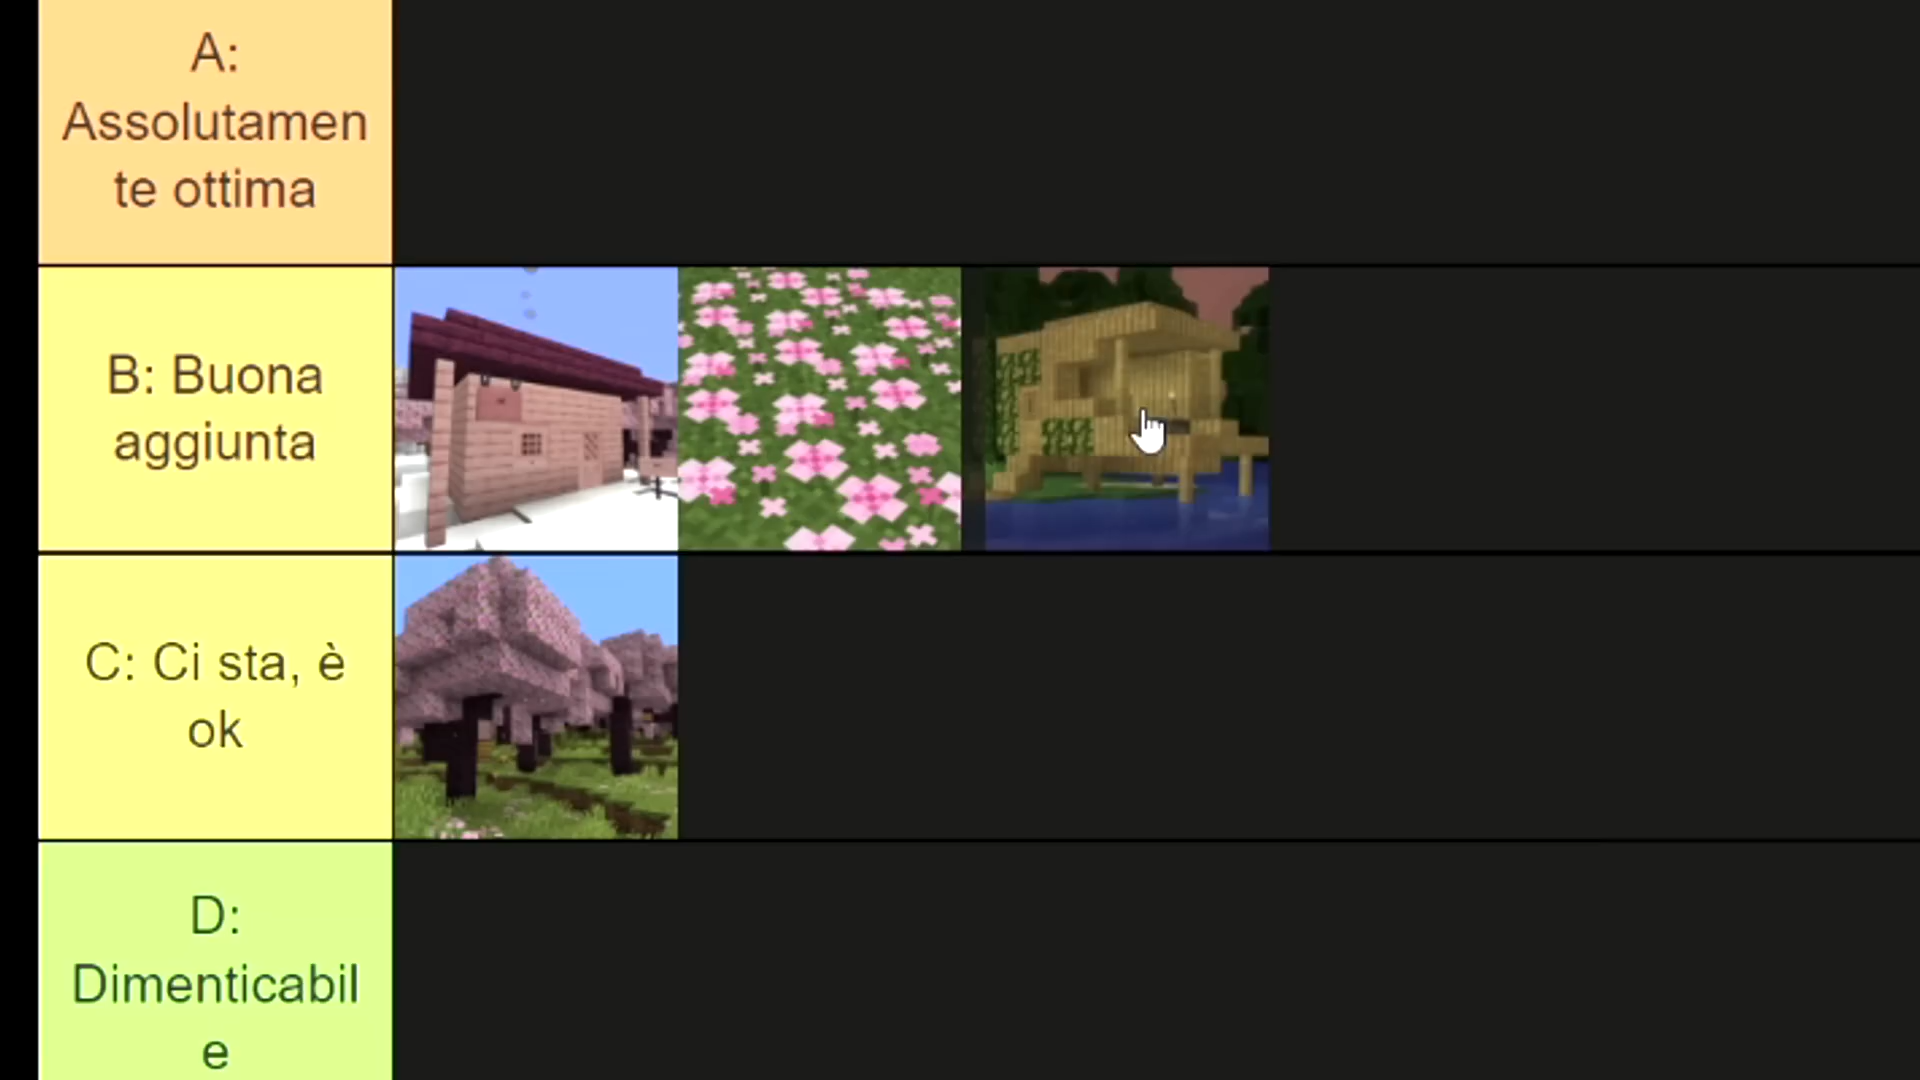 A:
Assolutamen
te ottima
B: Buona
aggiunta
C: Ci sta, è
ok
D:
Dimenticabil
e